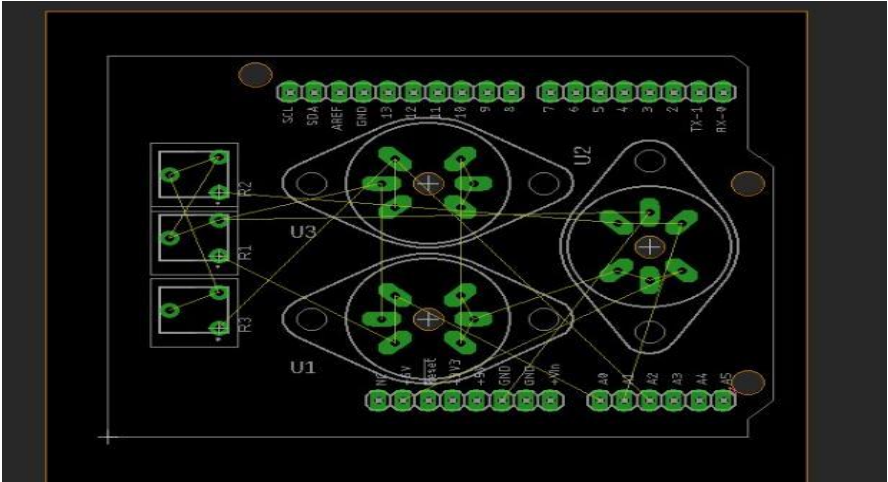 SCL SDA AREF GND 13 12 11 10 9 8 7 6 5 4 3 2 TX-1 RX-0
U2
R2
U3
R1
R3
U1
NC +5V Reset +3V3 GND GND +Vin A0 A1 A2 A3 A4 A5